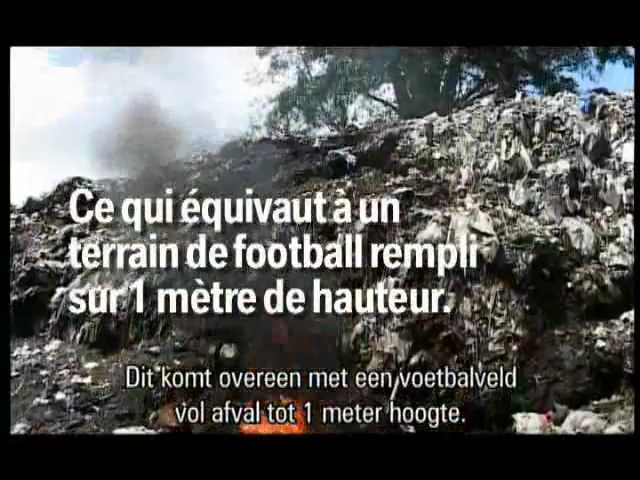 Ce qui équivaut à un
terrain de football rempli
sur 1 mètre de hauteur.
Dit komt overeen met een voetbalveld
vol afval tot 1 meter hoogte.